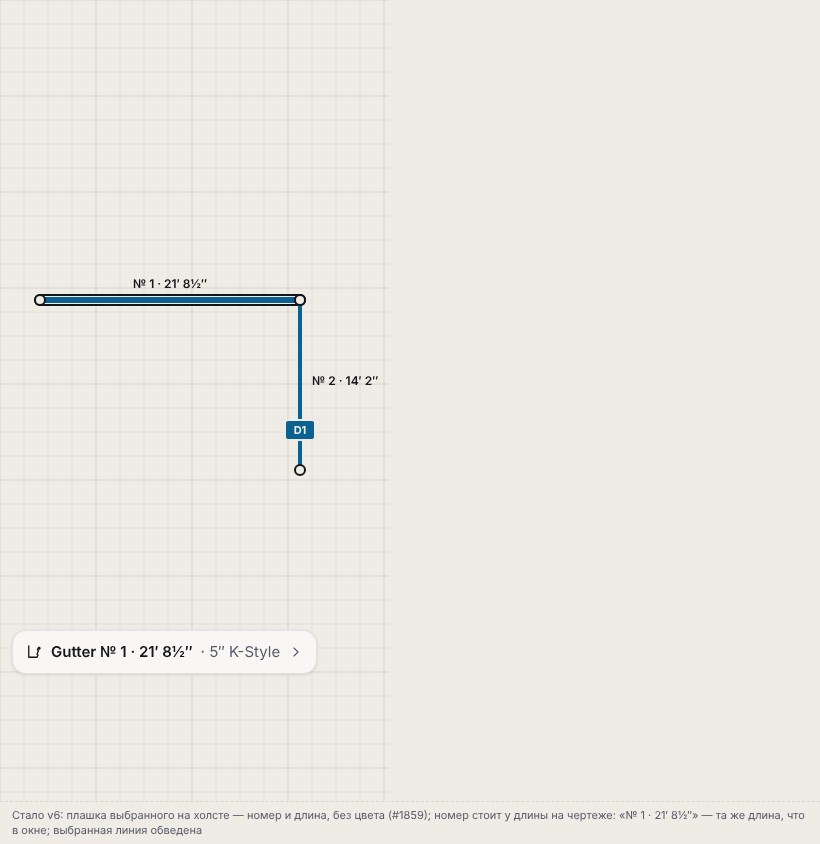 № 1 · 21′ 8½″
№ 2 · 14′ 2″
D1
Gutter № 1 · 21′ 8½″ · 5″ K-Style
Стало v6: плашка выбранного на холсте — номер и длина, без цвета (#1859); номер стоит у длины на чертеже: «№ 1 · 21′ 8½″» — та же длина, что
в окне; выбранная линия обведена